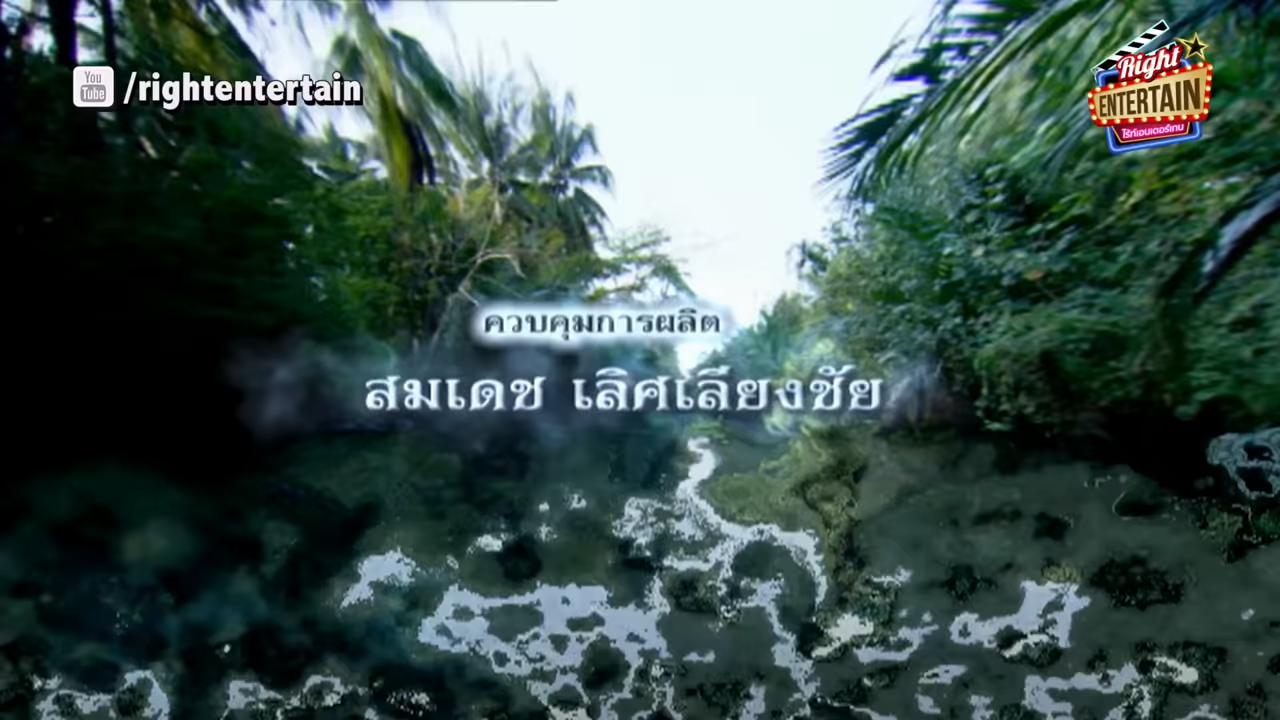 You
Tube
/rightentertain
Right
ENTERTAIN
ไร้ท์เอนเตอร์เทน
ควบคุมการผลิต
สมเดช เลิศเลียงชัย